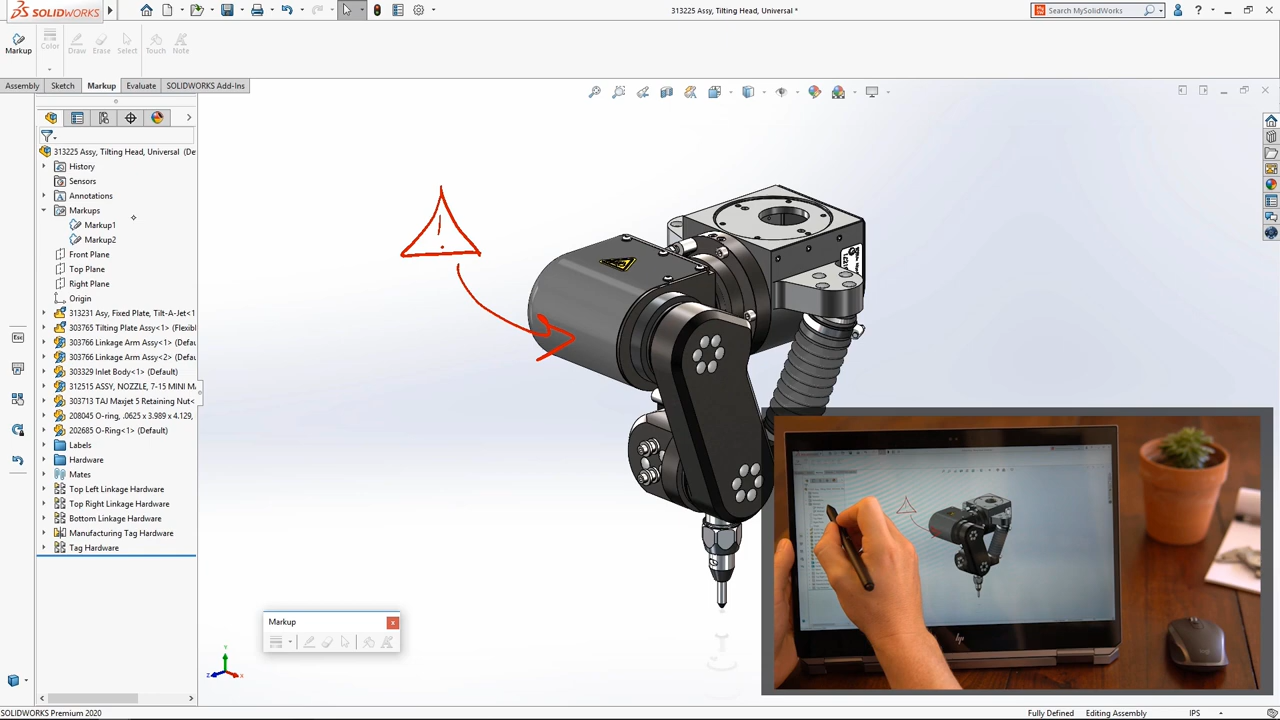 SOLIDWORKS
313225 Assy, Tilting Head, Universal *
Search MySolidWorks
Markup
Color
Draw
Erase
Select
Touch
Note
Assembly
Sketch
Markup
Evaluate
SOLIDWORKS Add-Ins
313225 Assy, Tilting Head, Universal (De
History
Sensors
Annotations
Markups
Markup1
Markup2
Front Plane
Top Plane
Right Plane
Origin
313231 Asy, Fixed Plate, Tilt-A-Jet<1
303765 Tilting Plate Assy<1> (Flexibl
303766 Linkage Arm Assy<1> (Defau
303766 Linkage Arm Assy<2> (Defau
303329 Inlet Body<1> (Default)
312515 ASSY, NOZZLE, 7-15 MINI M
303713 TAJ Maxjet 5 Retaining Nut<
208045 O-ring, .0625 x 3.989 x 4.129,
202685 O-Ring<1> (Default)
Labels
Hardware
Mates
Top Left Linkage Hardware
Top Right Linkage Hardware
Bottom Linkage Hardware
Manufacturing Tag Hardware
Tag Hardware
Esc
Markup
Y
Z
X
hp
SOLIDWORKS Premium 2020
Fully Defined
Editing Assembly
IPS